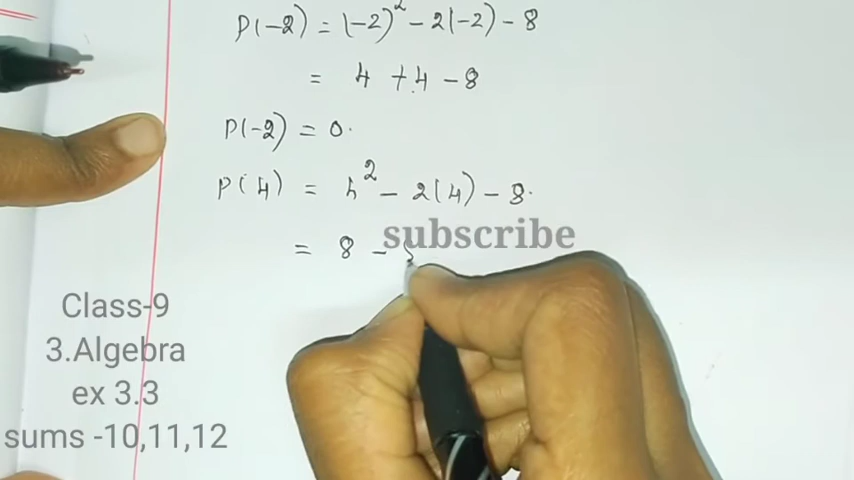 P(-2) = (-2)² - 2(-2) - 8
= 4 + 4 - 8
P(-2) = 0.
P(4) = 4² - 2(4) - 8.
subscribe
= 8 -
Class-9
3.Algebra
ex 3.3
sums -10,11,12